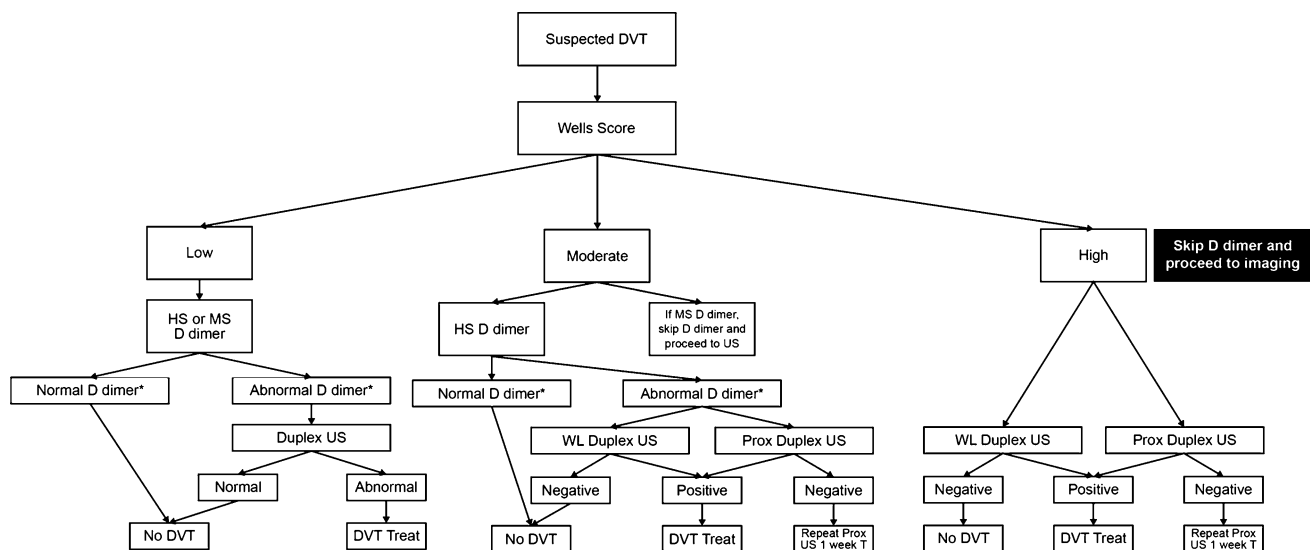 Suspected DVT
Wells Score
Low
Moderate
High
Skip D dimer and
proceed to imaging
HS or MS
D dimer
HS D dimer
If MS D dimer,
skip D dimer and
proceed to US
Normal D dimer*
Abnormal D dimer*
Normal D dimer*
Abnormal D dimer*
Duplex US
WL Duplex US
Prox Duplex US
WL Duplex US
Prox Duplex US
Normal
Abnormal
Negative
Positive
Negative
Negative
Positive
Negative
No DVT
DVT Treat
No DVT
DVT Treat
Repeat Prox
US 1 week T
No DVT
DVT Treat
Repeat Prox
US 1 week T